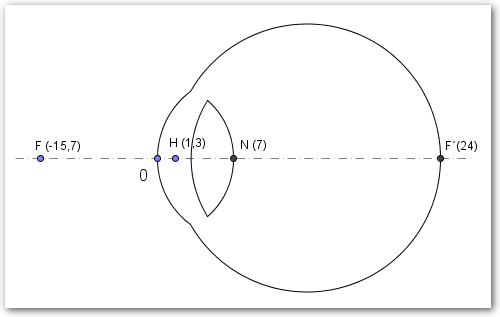 F (-15,7)
0
H (1,3)
N (7)
F´(24)